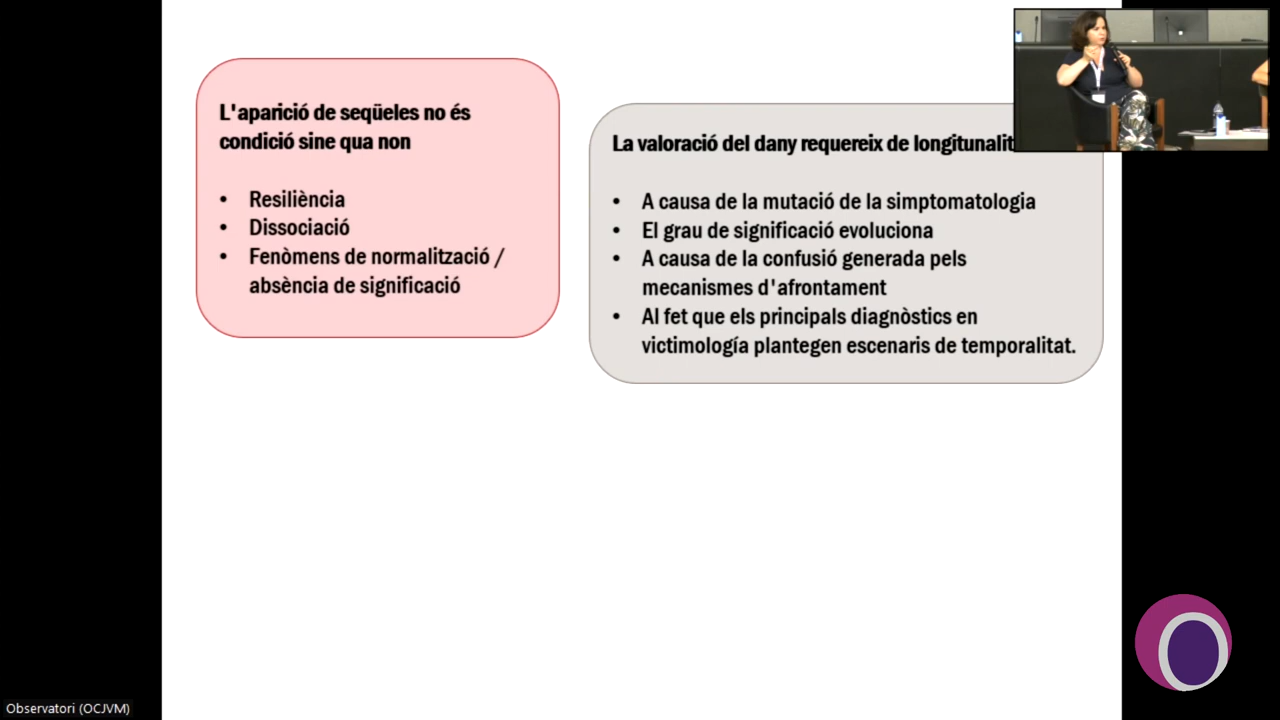 L'aparició de seqüeles no és
condició sine qua non
• Resiliència
• Dissociació
• Fenòmens de normalització /
absència de significació
La valoració del dany requereix de
• A causa de la mutació de la simptomatologia
• El grau de significació evoluciona
• A causa de la confusió generada pels
mecanismes d'afrontament
• Al fet que els principals diagnòstics en
victimología plantegen escenaris de temporalitat.
Observatori (OCJVM)